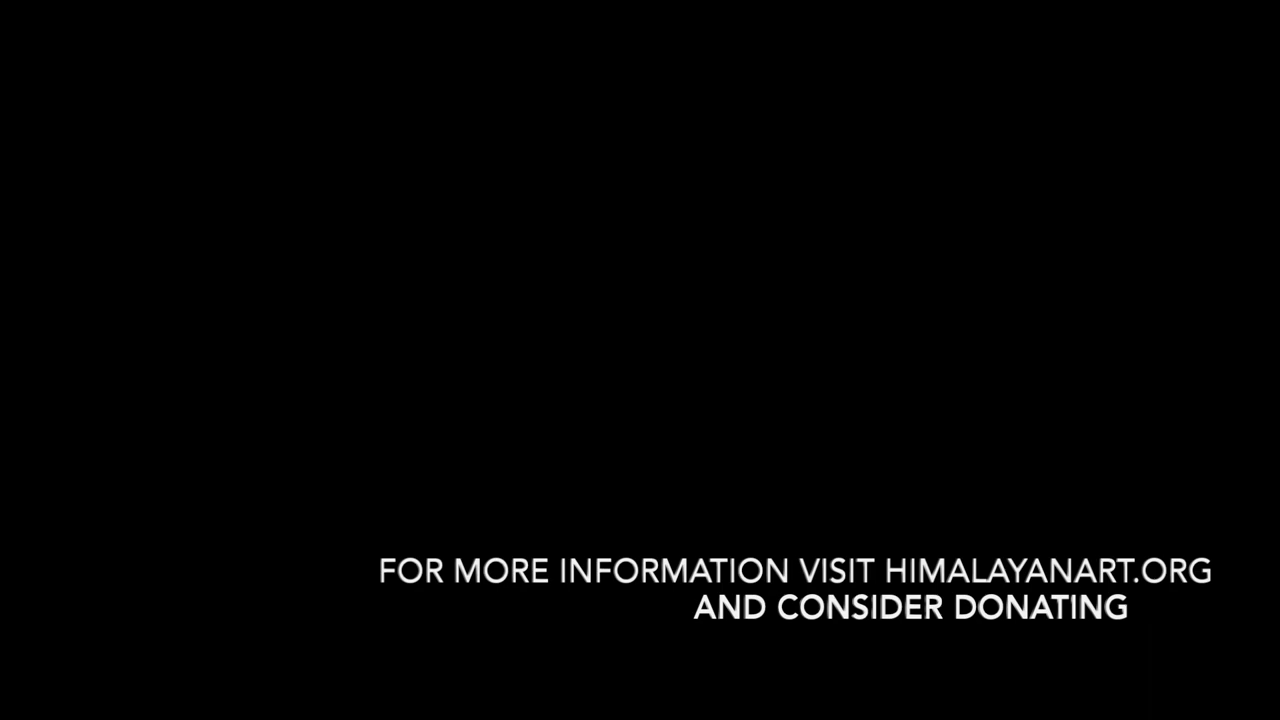 FOR MORE INFORMATION VISIT HIMALAYANART.ORG
AND CONSIDER DONATING